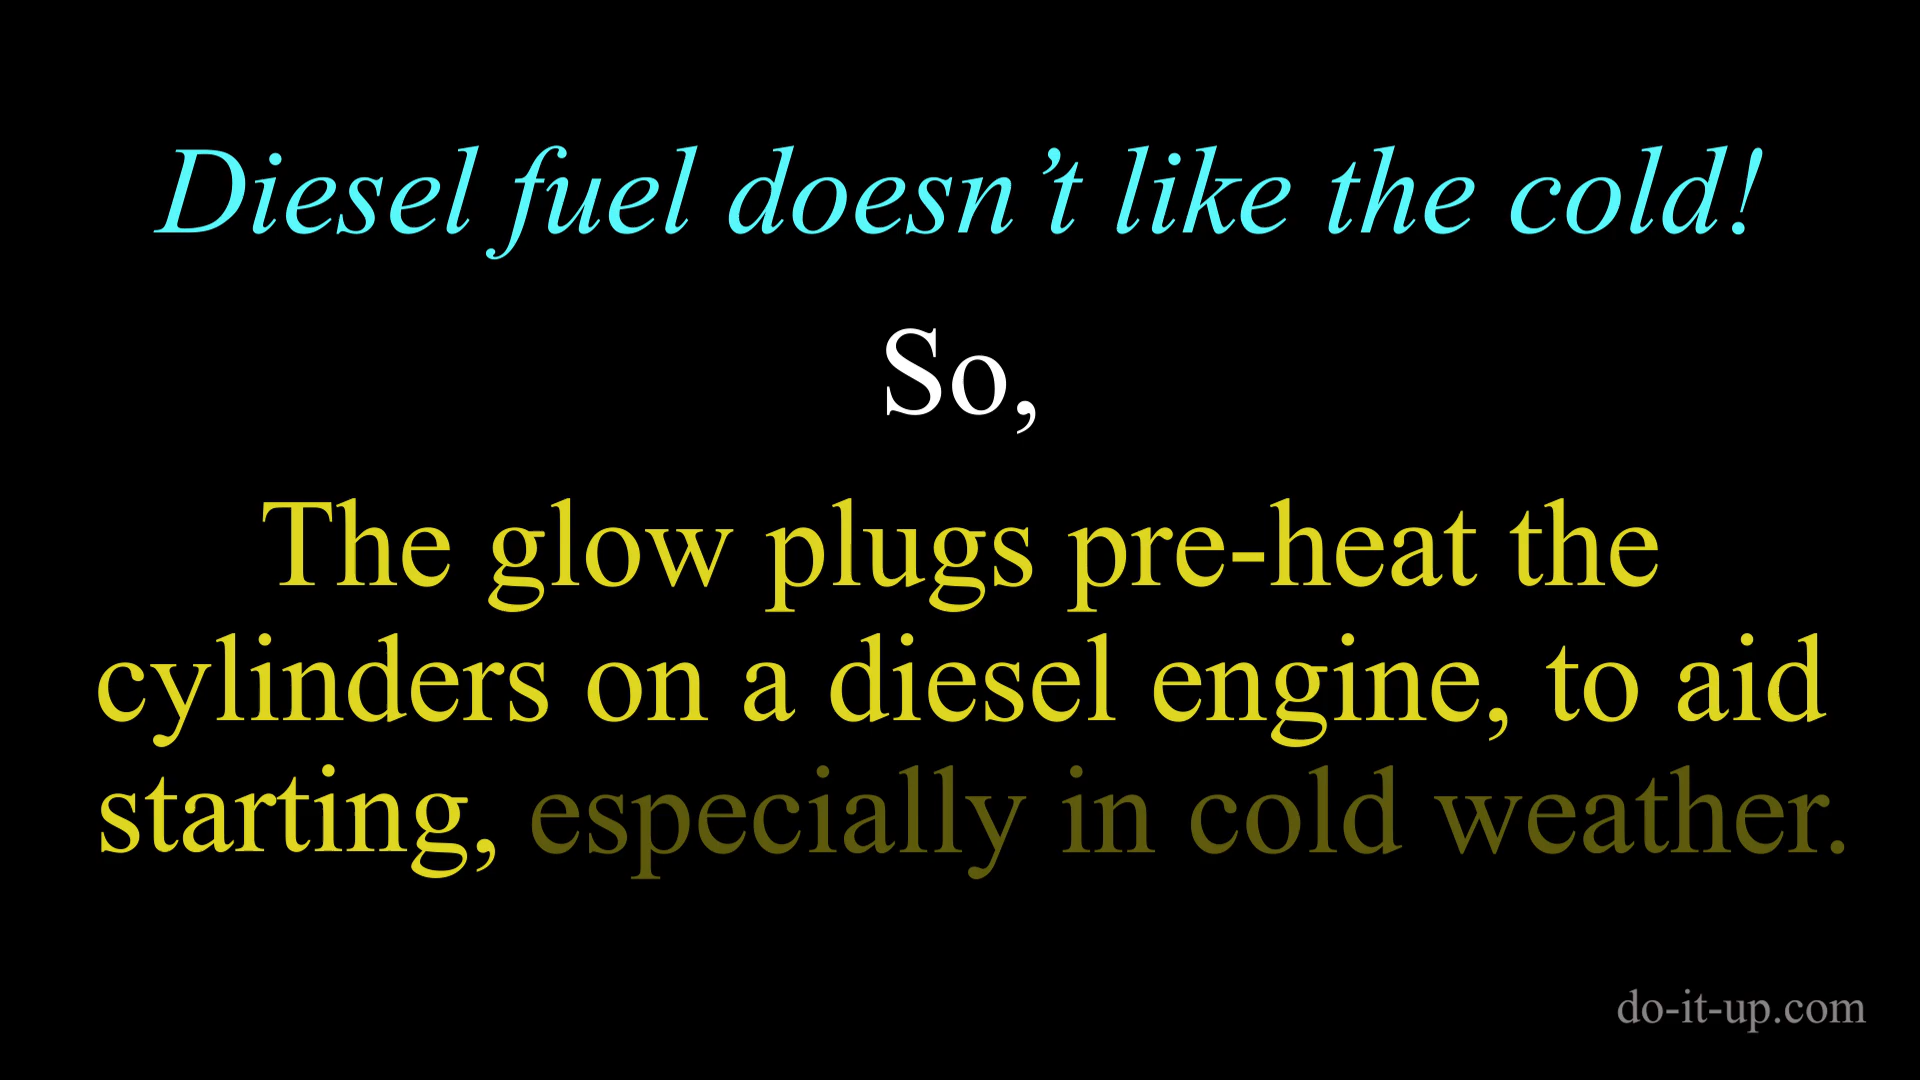 Diesel fuel doesn’t like the cold!
So,
The glow plugs pre-heat the
cylinders on a diesel engine, to aid
starting, especially in cold weather.
do-it-up.com